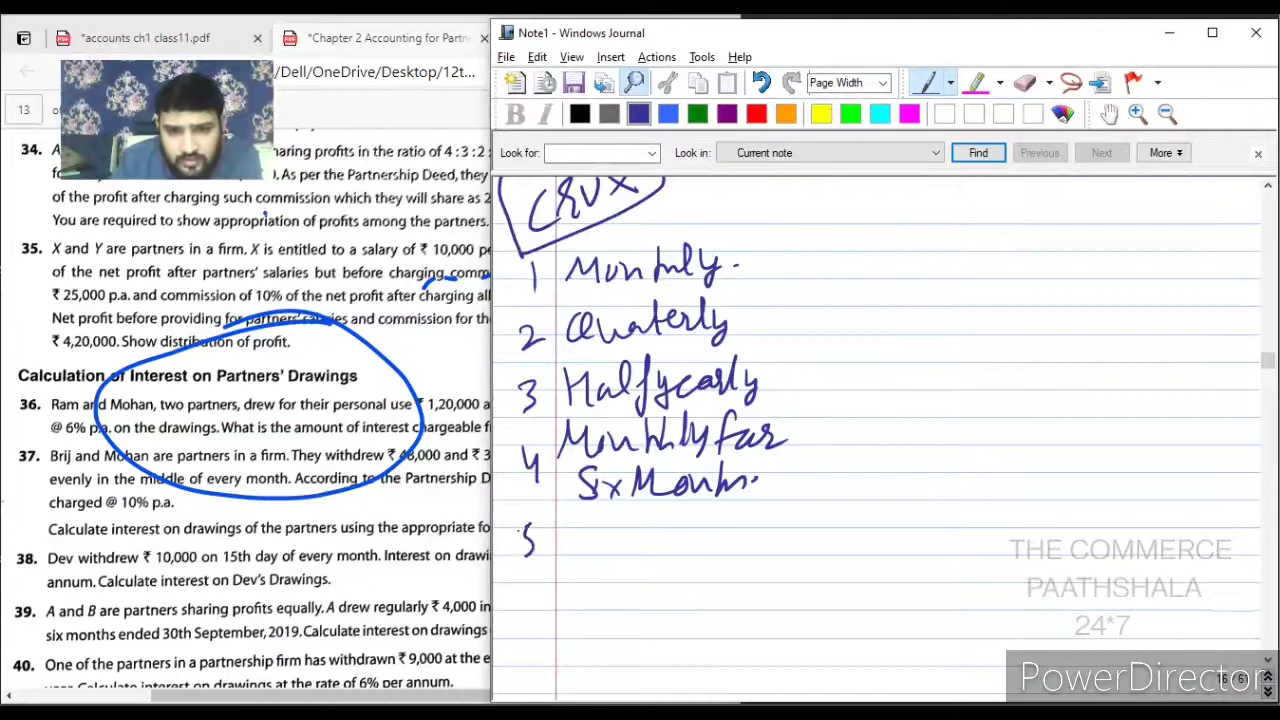 *accounts ch1 class11.pdf
*Chapter 2 Accounting for Partn
/Dell/OneDrive/Desktop/12t...
13
of
34. A
haring profits in the ratio of 4 : 3 : 2 :
). As per the Partnership Deed, they
of the profit after charging such commission which they will share as 2
You are required to show appropriation of profits among the partners.
35. X and Y are partners in a firm. X is entitled to a salary of ₹ 10,000 pe
of the net profit after partners' salaries but before charging comm
₹ 25,000 p.a. and commission of 10% of the net profit after charging all
Net profit before providing for partners' salaries and commission for the
₹ 4,20,000. Show distribution of profit.
Calculation of Interest on Partners' Drawings
36. Ram and Mohan, two partners, drew for their personal use ₹ 1,20,000 a
@ 6% p.a. on the drawings. What is the amount of interest chargeable f
37. Brij and Mohan are partners in a firm. They withdrew ₹ 48,000 and ₹ 3
evenly in the middle of every month. According to the Partnership D
charged @ 10% p.a.
Calculate interest on drawings of the partners using the appropriate fo
38. Dev withdrew ₹ 10,000 on 15th day of every month. Interest on drawi
annum. Calculate interest on Dev's Drawings.
39. A and B are partners sharing profits equally. A drew regularly ₹ 4,000 in
six months ended 30th September, 2019. Calculate interest on drawings
40. One of the partners in a partnership firm has withdrawn ₹ 9,000 at the e
year. Calculate interest on drawings at the rate of 6% per annum.
Note1 - Windows Journal
File Edit View Insert Actions Tools Help
Page Width
B I
Look for: Look in: Current note Find Previous Next More
CRUX
1 Monthly.
2 Quaterly
3 Halfyearly
4 Monthly for
Six Months.
5
THE COMMERCE
PAATHSHALA
24*7
PowerDirector